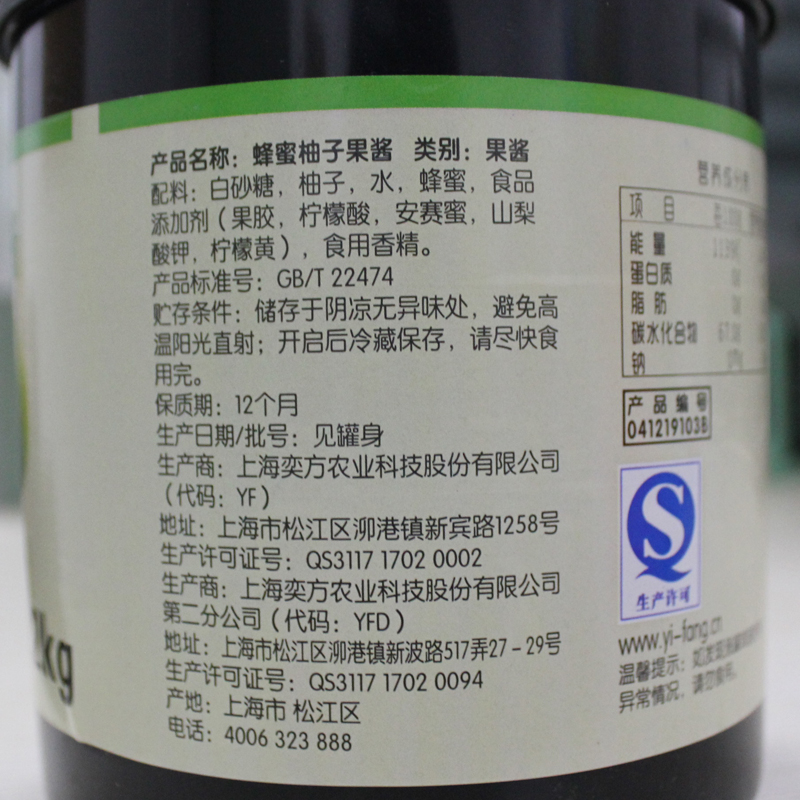 产品名称：蜂蜜柚子果酱 类别：果酱
配料：白砂糖，柚子，水，蜂蜜，食品
添加剂（果胶，柠檬酸，安赛蜜，山梨
酸钾，柠檬黄），食用香精。
产品标准号：GB/T 22474
贮存条件：储存于阴凉无异味处，避免高
温阳光直射；开启后冷藏保存，请尽快食
用完。
保质期：12个月
生产日期/批号：见罐身
生产商：上海奕方农业科技股份有限公司
（代码：YF）
地址：上海市松江区泖港镇新宾路1258号
生产许可证号：QS3117 1702 0002
生产商：上海奕方农业科技股份有限公司
第二分公司（代码：YFD）
地址：上海市松江区泖港镇新波路517弄27-29号
生产许可证号：QS3117 1702 0094
产地：上海市 松江区
电话：4006 323 888
kg
营养成分表
项 目
能 量
蛋白质
脂 肪
碳水化合物
钠
产品编号
041219103B
QS
生产许可
www.yi-fang.cn
温馨提示：如发现
异常情况，请勿食用。